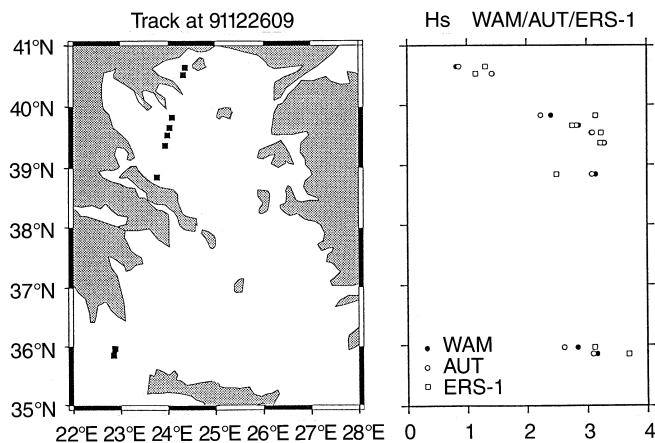 Track at 91122609
Hs WAM/AUT/ERS-1
41°N
40°N
39°N
38°N
37°N
36°N
35°N
22°E 23°E 24°E 25°E 26°E 27°E 28°E
WAM
AUT
ERS-1
0 1 2 3 4